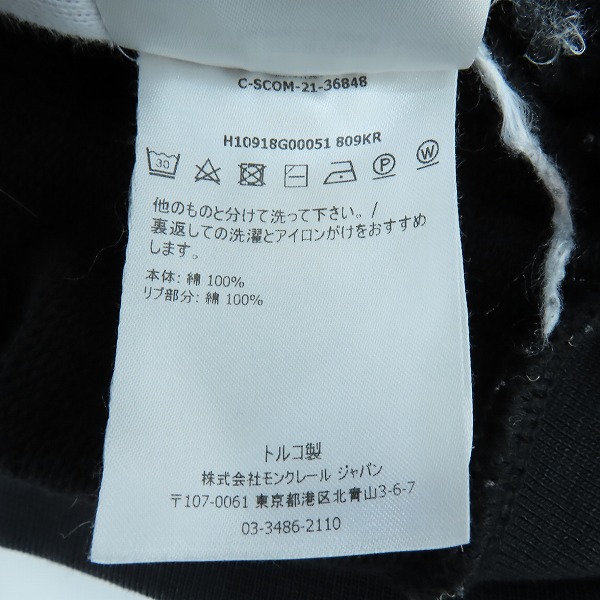 C-SCOM-21-36848
H10918G00051 809KR
30 P W
他のものと分けて洗って下さい。/
裏返しての洗濯とアイロンがけをおすすめ
します。
本体: 綿 100%
リブ部分: 綿 100%
トルコ製
株式会社モンクレール ジャパン
〒107-0061 東京都港区北青山3-6-7
03-3486-2110